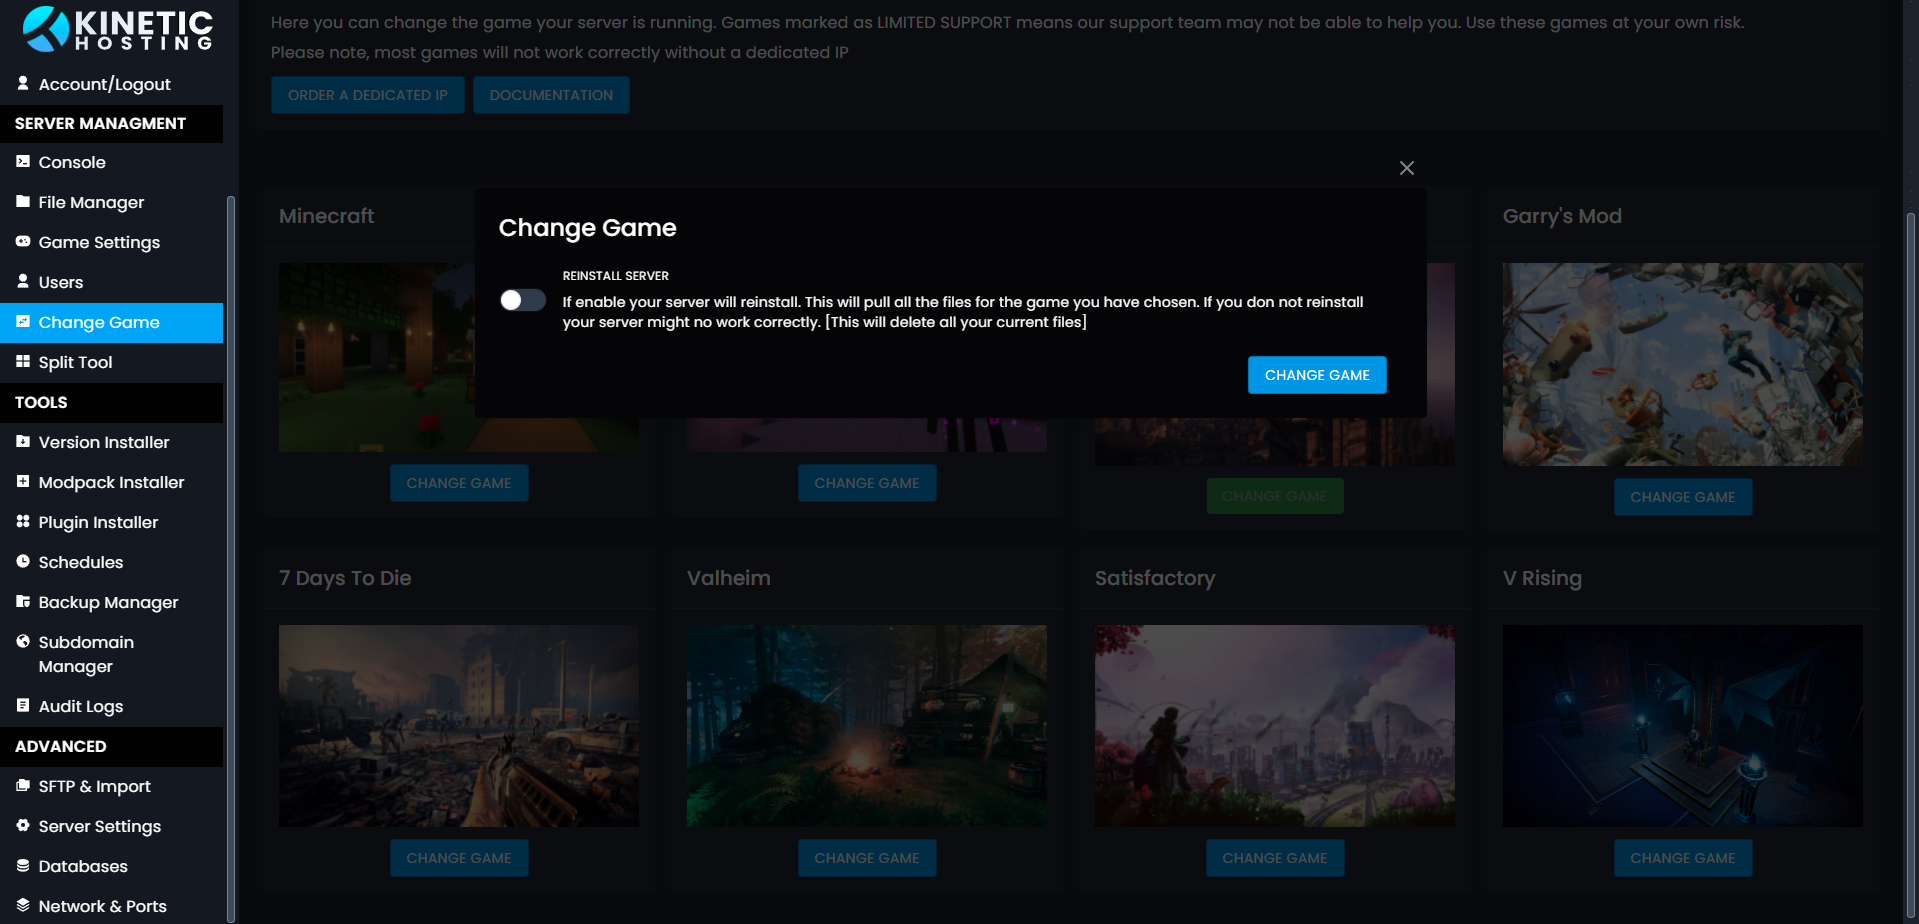 KINETIC
HOSTING
Account/Logout
SERVER MANAGMENT
Console
File Manager
Game Settings
Users
Change Game
Split Tool
TOOLS
Version Installer
Modpack Installer
Plugin Installer
Schedules
Backup Manager
Subdomain
Manager
Audit Logs
ADVANCED
SFTP & Import
Server Settings
Databases
Network & Ports
Here you can change the game your server is running. Games marked as LIMITED SUPPORT means our support team may not be able to help you. Use these games at your own risk.
Please note, most games will not work correctly without a dedicated IP
ORDER A DEDICATED IP
DOCUMENTATION
Change Game
REINSTALL SERVER
If enable your server will reinstall. This will pull all the files for the game you have chosen. If you don not reinstall
your server might no work correctly. [This will delete all your current files]
CHANGE GAME
Minecraft
Garry's Mod
CHANGE GAME
CHANGE GAME
CHANGE GAME
CHANGE GAME
7 Days To Die
Valheim
Satisfactory
V Rising
CHANGE GAME
CHANGE GAME
CHANGE GAME
CHANGE GAME